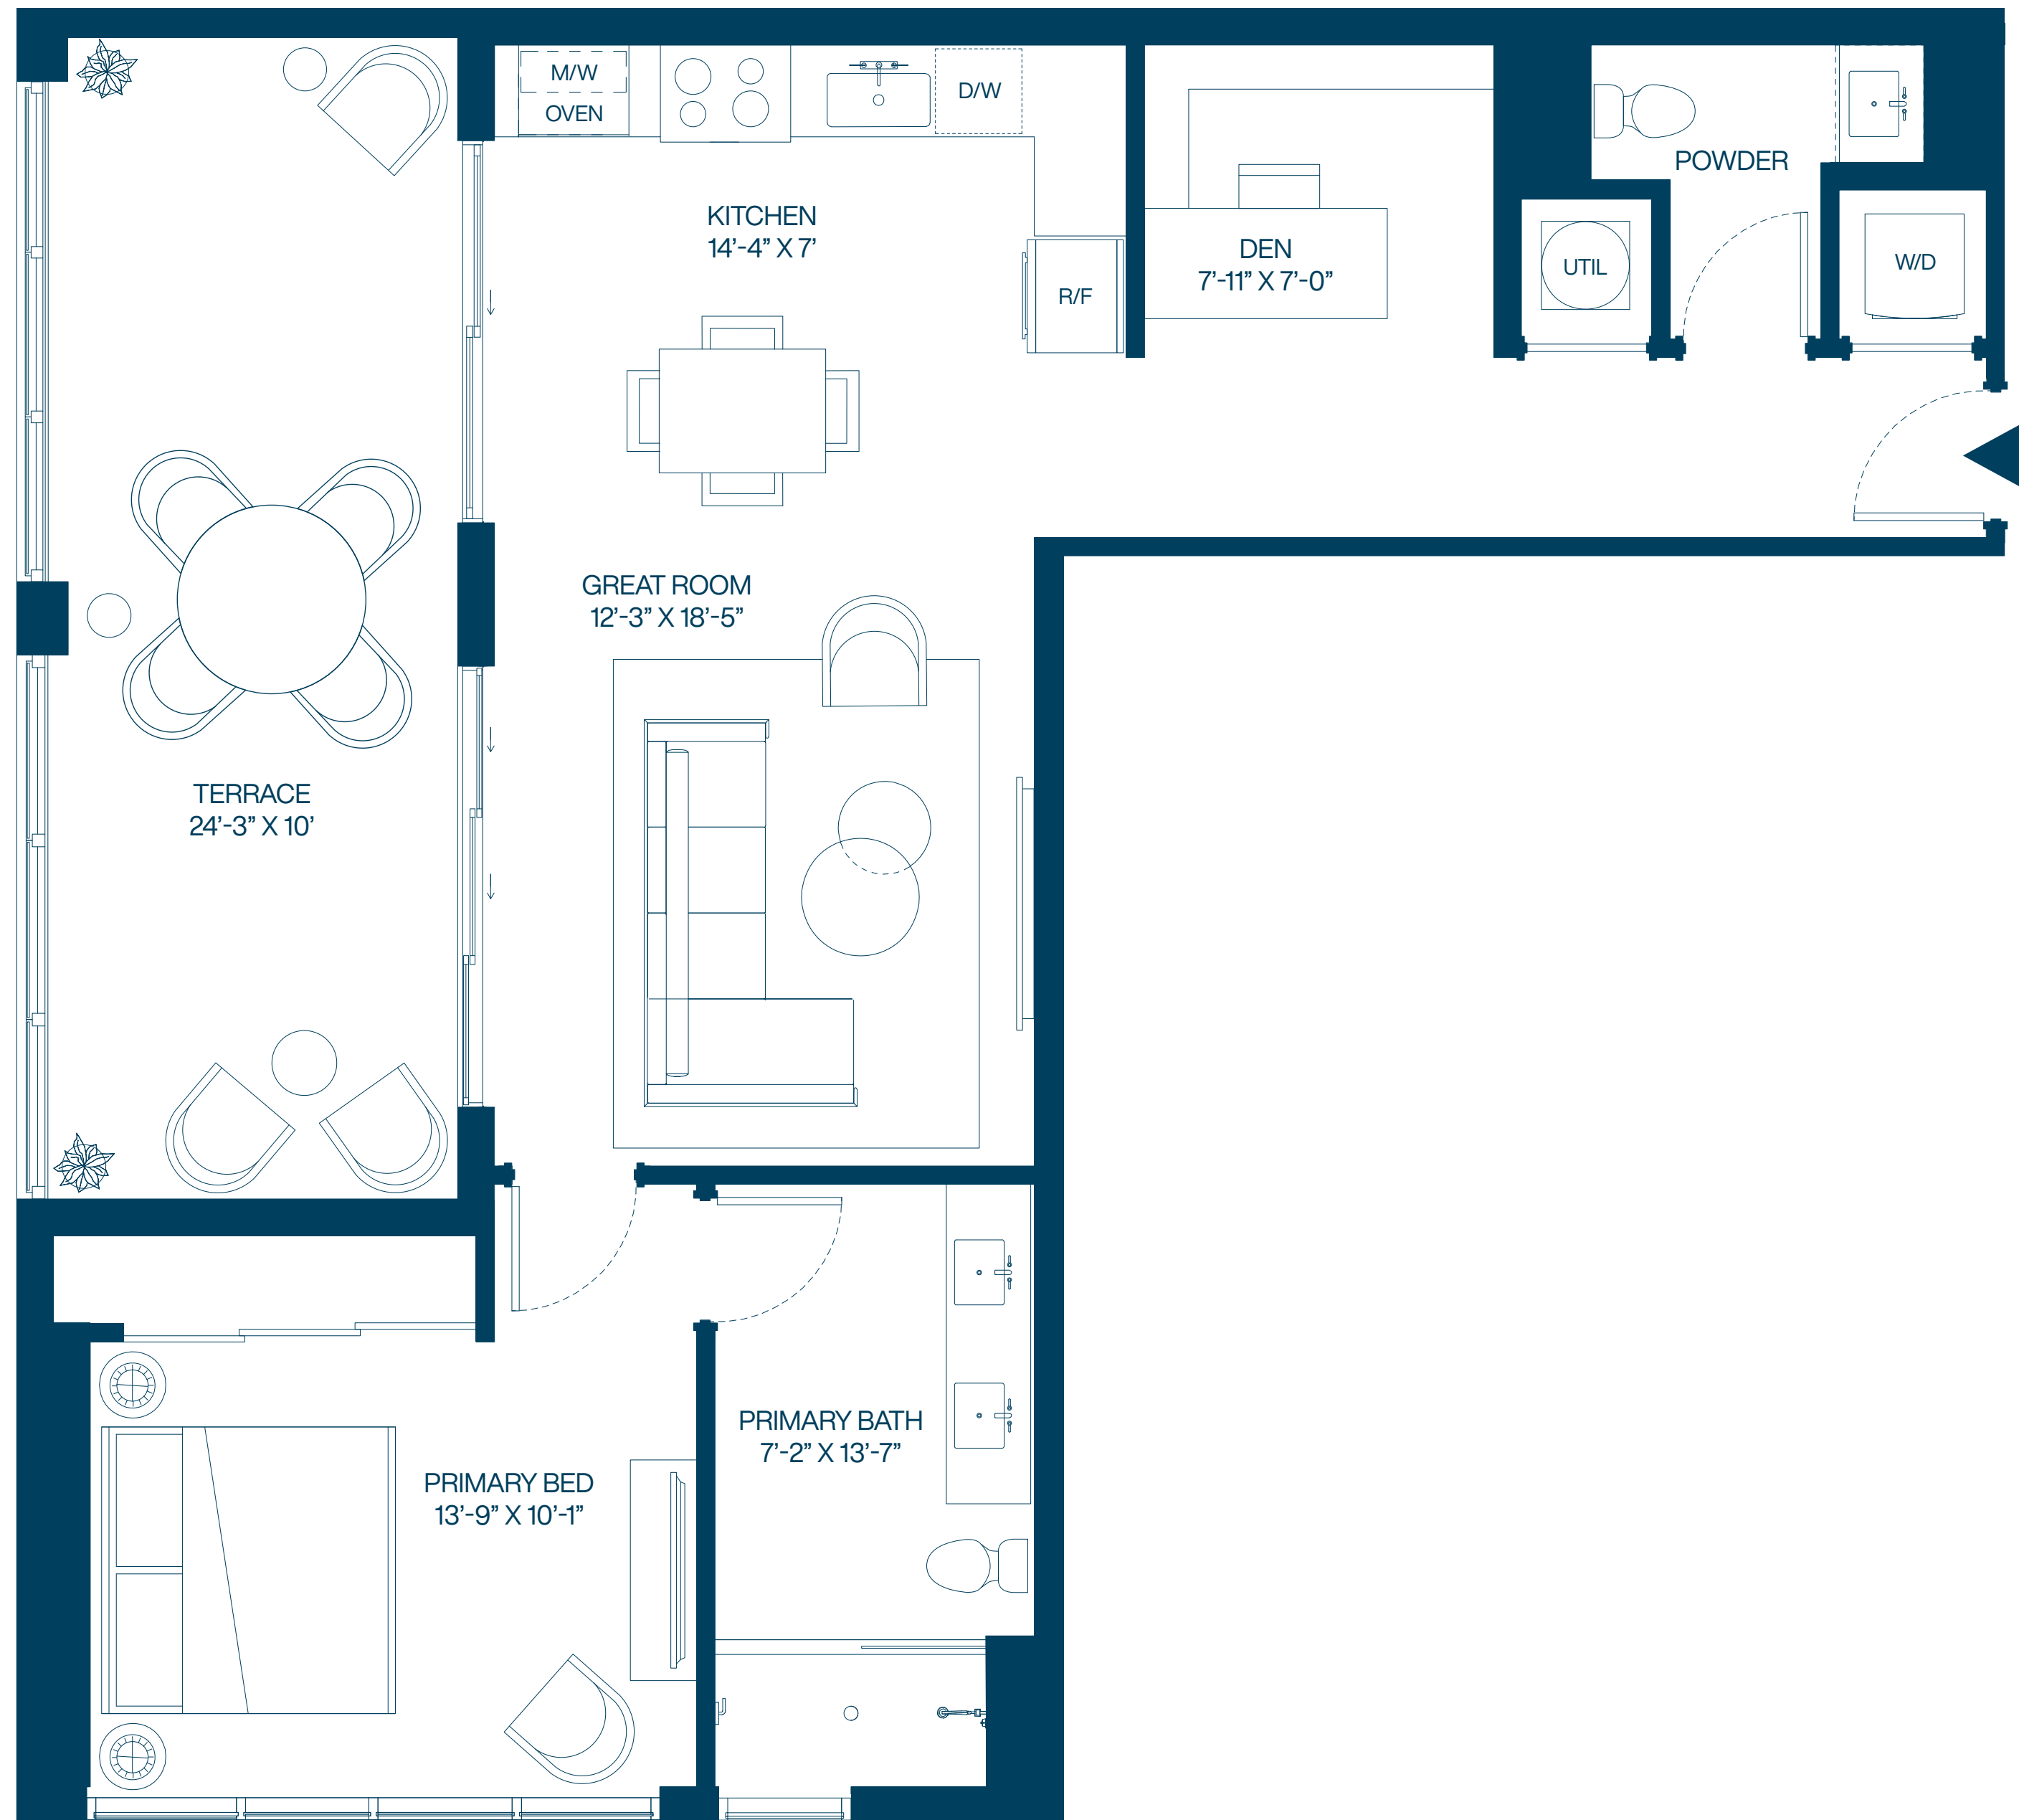 M/W
OVEN
D/W
KITCHEN
14'-4” X 7'
R/F
DEN
7'-11” X 7'-0”
POWDER
UTIL
W/D
GREAT ROOM
12'-3” X 18'-5”
TERRACE
24'-3” X 10'
PRIMARY BATH
7'-2” X 13'-7”
PRIMARY BED
13'-9” X 10'-1”